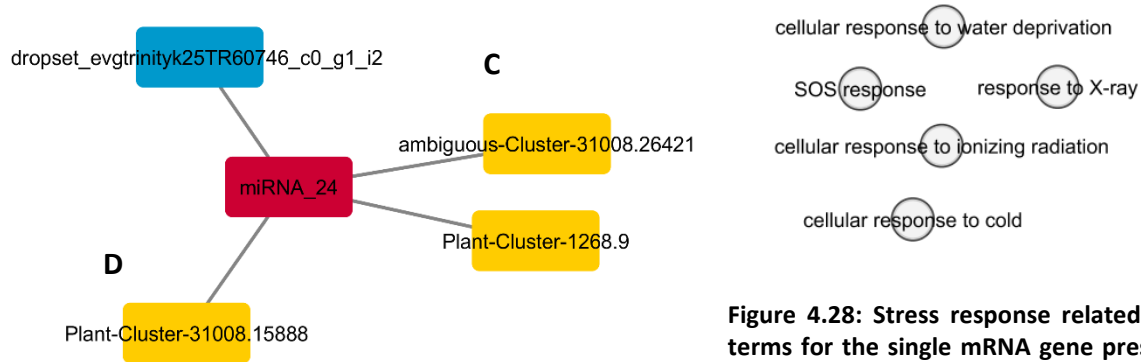 dropset_evgtrinityk25TR60746_c0_g1_i2
C
ambiguous-Cluster-31008.26421
miRNA_24
Plant-Cluster-1268.9
D
Plant-Cluster-31008.15888
cellular response to water deprivation
SOS response
response to X-ray
cellular response to ionizing radiation
cellular response to cold
Figure 4.28: Stress response related
terms for the single mRNA gene pres